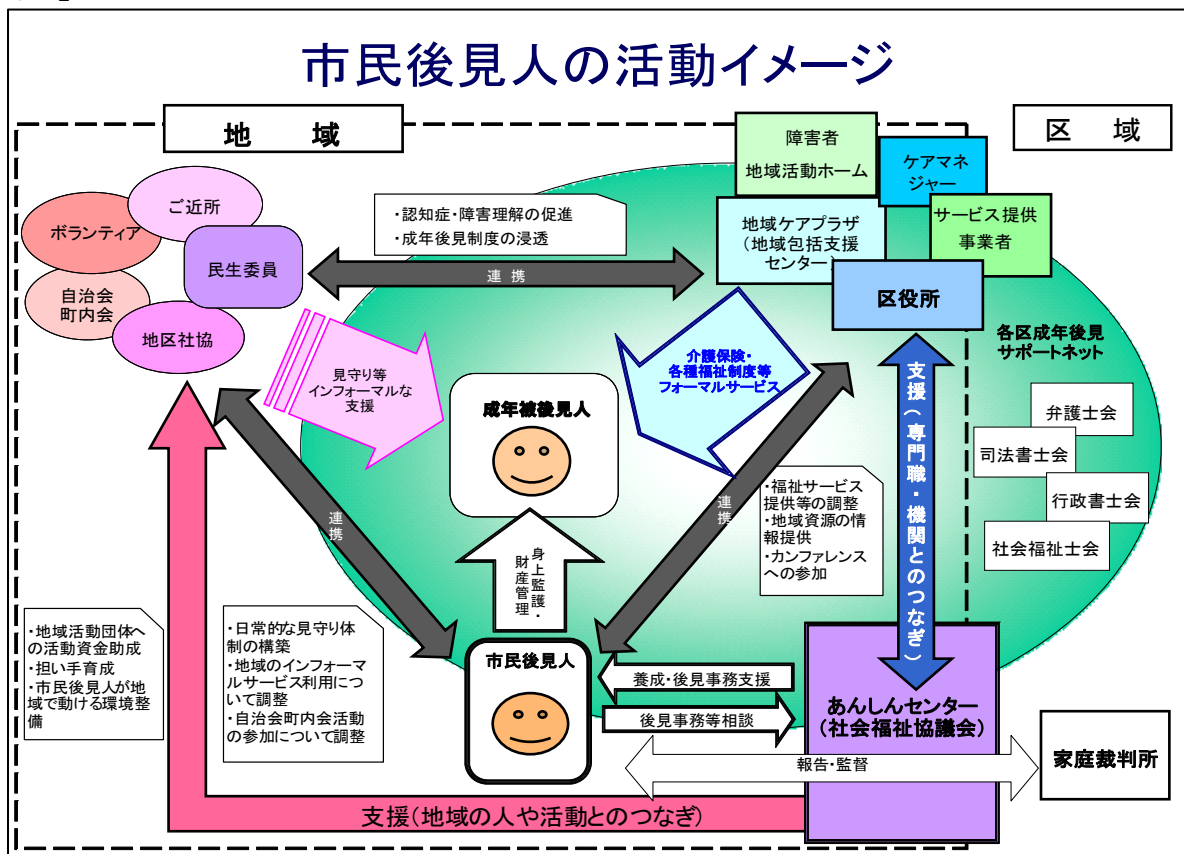 市民後見人の活動イメージ
地　域
区　域
障害者
地域活動ホーム
ケアマネ
ジャー
ご近所
ボランティア
民生委員
自治会
町内会
地区社協
・認知症・障害理解の促進
・成年後見制度の浸透
連 携
地域ケアプラザ
(地域包括支援
センター)
サービス提供
事業者
区役所
各区成年後見
サポートネット
弁護士会
司法書士会
行政書士会
社会福祉士会
見守り等
インフォーマルな
支援
介護保険・
各種福祉制度等
フォーマルサービス
成年被後見人
連携
連携
支援(専門職・機関とのつなぎ)
・福祉サービス
提供等の調整
・地域資源の情
報提供
・カンファレンス
への参加
身上監護・
財産管理
・地域活動団体へ
の活動資金助成
・担い手育成
・市民後見人が地
域で動ける環境整
備
・日常的な見守り体
制の構築
・地域のインフォーマ
ルサービス利用につい
て調整
・自治会町内会活動
の参加について調整
市民後見人
養成・後見事務支援
後見事務等相談
あんしんセンター
(社会福祉協議会)
報告・監督
家庭裁判所
支援(地域の人や活動とのつなぎ)